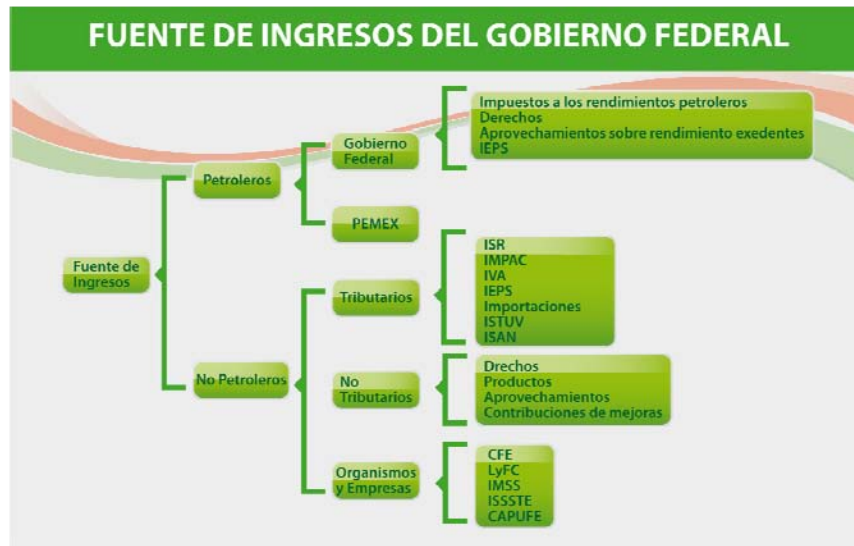 FUENTE DE INGRESOS DEL GOBIERNO FEDERAL
Fuente de
Ingresos
Petroleros
Gobierno
Federal
Impuestos a los rendimientos petroleros
Derechos
Aprovechamientos sobre rendimiento exedentes
IEPS
PEMEX
No Petroleros
Tributarios
ISR
IMPAC
IVA
IEPS
Importaciones
ISTUV
ISAN
No
Tributarios
Drechos
Productos
Aprovechamientos
Contribuciones de mejoras
Organismos
y Empresas
CFE
LyFC
IMSS
ISSSTE
CAPUFE